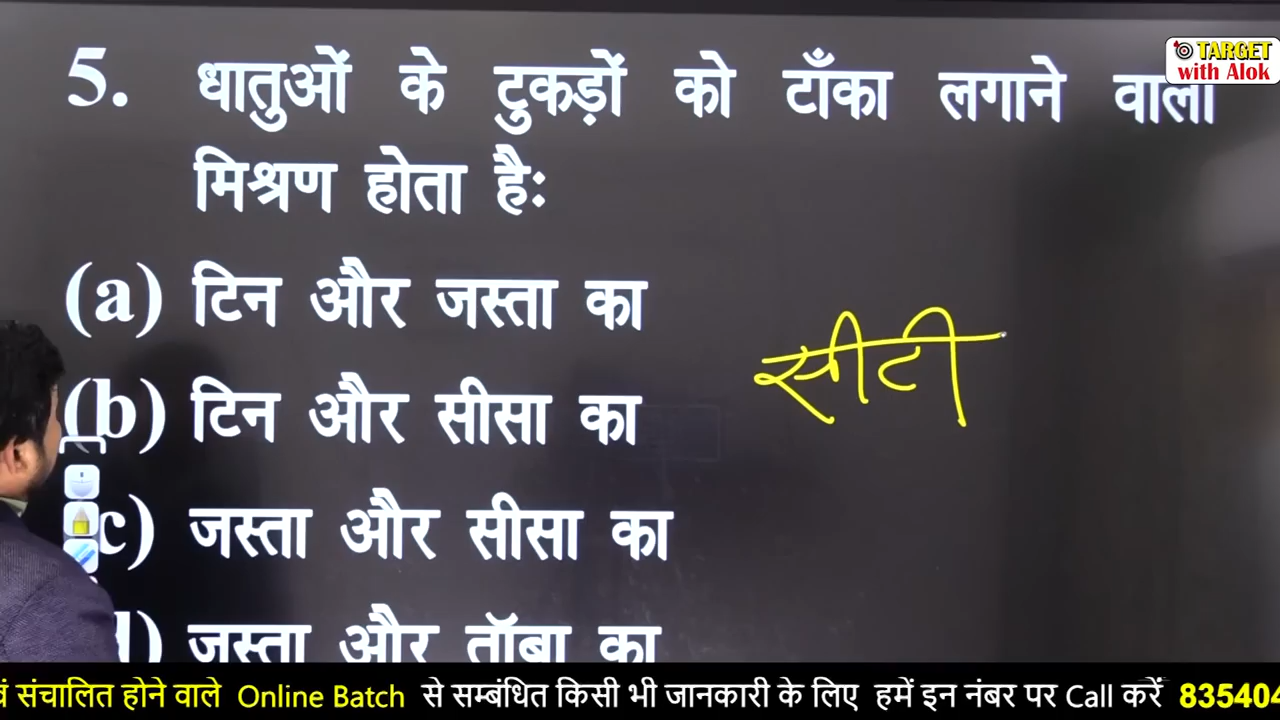 TARGET
with Alok
5. धातुओं के टुकड़ों को टाँका लगाने वाला
मिश्रण होता हैः
(a) टिन और जस्ता का
(b) टिन और सीसा का
सीटी
c) जस्ता और सीसा का
जस्ता और ताँबा का
वं संचालित होने वाले Online Batch से सम्बंधित किसी भी जानकारी के लिए हमें इन नंबर पर Call करें 835404